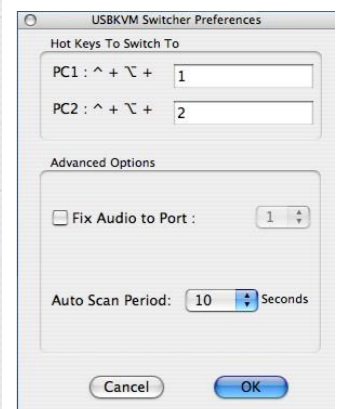 USBKVM Switcher Preferences
Hot Keys To Switch To
PC1 : ^ + ⌥ + 1
PC2 : ^ + ⌥ + 2
Advanced Options
Fix Audio to Port : 1
Auto Scan Period: 10 Seconds
Cancel OK